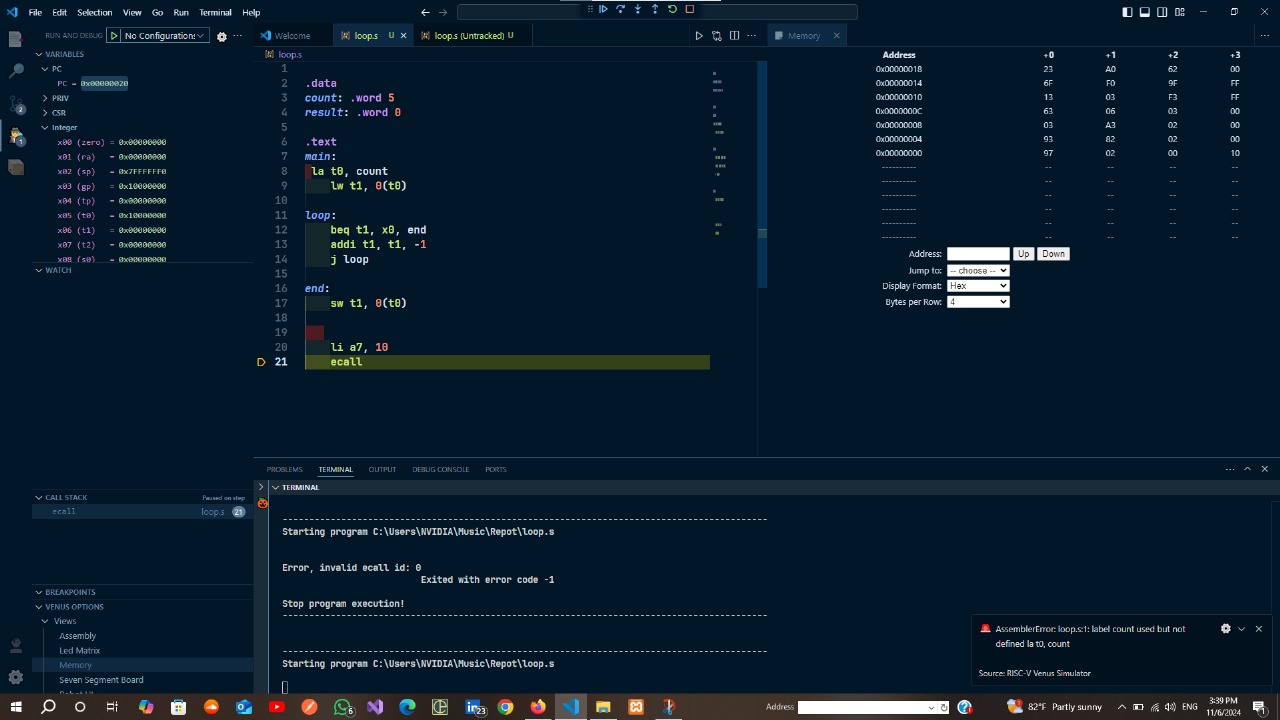 File Edit Selection View Go Run Terminal Help
RUN AND DEBUG No Configurations ...
Welcome loop.s U loop.s (Untracked) U Memory
VARIABLES
PC
PC = 0x00000020
PRIV
CSR
Integer
x00 (zero) = 0x00000000
x01 (ra) = 0x00000000
x02 (sp) = 0x7FFFFFF0
x03 (gp) = 0x10000000
x04 (tp) = 0x00000000
x05 (t0) = 0x10000000
x06 (t1) = 0x00000000
x07 (t2) = 0x00000000
x08 (s0) = 0x00000000
WATCH
CALL STACK Paused on step
ecall loop.s 21
BREAKPOINTS
VENUS OPTIONS
Views
Assembly
Led Matrix
Memory
Seven Segment Board
Robot UI
loop.s
1
2 .data
3 count: .word 5
4 result: .word 0
5
6 .text
7 main:
8 la t0, count
9 lw t1, 0(t0)
10
11 loop:
12 beq t1, x0, end
13 addi t1, t1, -1
14 j loop
15
16 end:
17 sw t1, 0(t0)
18
19
20 li a7, 10
21 ecall
Address +0 +1 +2 +3
0x00000018 23 A0 62 00
0x00000014 6F F0 9F FF
0x00000010 13 03 F3 FF
0x0000000C 63 06 03 00
0x00000008 03 A3 02 00
0x00000004 93 82 02 00
0x00000000 97 02 00 10
---------- -- -- -- --
---------- -- -- -- --
---------- -- -- -- --
---------- -- -- -- --
---------- -- -- -- --
---------- -- -- -- --
Address: Up Down
Jump to: -- choose --
Display Format: Hex
Bytes per Row: 4
PROBLEMS TERMINAL OUTPUT DEBUG CONSOLE PORTS
TERMINAL
--------------------------------------------------------------------------------
Starting program C:\Users\NVIDIA\Music\Repot\loop.s
Error, invalid ecall id: 0
Exited with error code -1
Stop program execution!
--------------------------------------------------------------------------------
--------------------------------------------------------------------------------
Starting program C:\Users\NVIDIA\Music\Repot\loop.s
AssemblerError: loop.s:1: label count used but not
defined la t0, count
Source: RISC-V Venus Simulator
Address 82°F Partly sunny 3:39 PM
11/6/2024